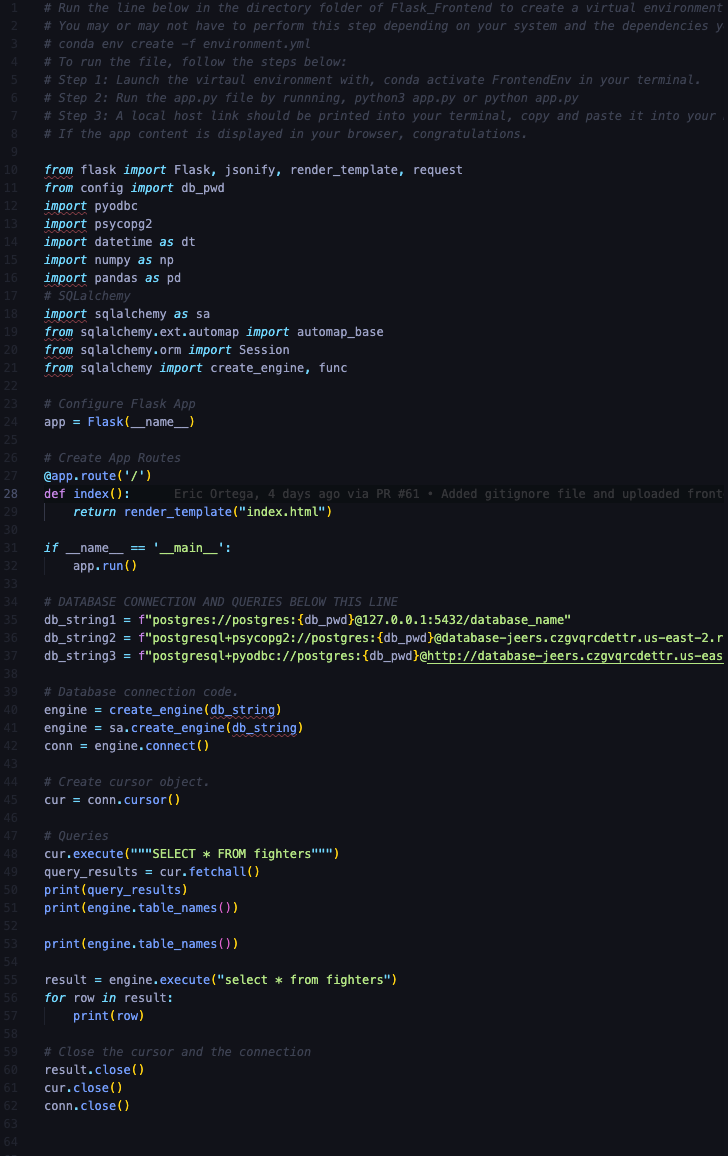 1 # Run the line below in the directory folder of Flask_Frontend to create a virtual environment
2 # You may or may not have to perform this step depending on your system and the dependencies y
3 # conda env create -f environment.yml
4 # To run the file, follow the steps below:
5 # Step 1: Launch the virtaul environment with, conda activate FrontendEnv in your terminal.
6 # Step 2: Run the app.py file by runnning, python3 app.py or python app.py
7 # Step 3: A local host link should be printed into your terminal, copy and paste it into your
8 # If the app content is displayed in your browser, congratulations.
9
10 from flask import Flask, jsonify, render_template, request
11 from config import db_pwd
12 import pyodbc
13 import psycopg2
14 import datetime as dt
15 import numpy as np
16 import pandas as pd
17 # SQLalchemy
18 import sqlalchemy as sa
19 from sqlalchemy.ext.automap import automap_base
20 from sqlalchemy.orm import Session
21 from sqlalchemy import create_engine, func
22
23 # Configure Flask App
24 app = Flask(__name__)
25
26 # Create App Routes
27 @app.route('/')
28 def index(): Eric Ortega, 4 days ago via PR #61 • Added gitignore file and uploaded front
29 return render_template("index.html")
30
31 if __name__ == '__main__':
32 app.run()
33
34 # DATABASE CONNECTION AND QUERIES BELOW THIS LINE
35 db_string1 = f"postgres://postgres:{db_pwd}@127.0.0.1:5432/database_name"
36 db_string2 = f"postgresql+psycopg2://postgres:{db_pwd}@database-jeers.czgvqrcdettr.us-east-2.r
37 db_string3 = f"postgresql+pyodbc://postgres:{db_pwd}@http://database-jeers.czgvqrcdettr.us-eas
38
39 # Database connection code.
40 engine = create_engine(db_string)
41 engine = sa.create_engine(db_string)
42 conn = engine.connect()
43
44 # Create cursor object.
45 cur = conn.cursor()
46
47 # Queries
48 cur.execute("""SELECT * FROM fighters""")
49 query_results = cur.fetchall()
50 print(query_results)
51 print(engine.table_names())
52
53 print(engine.table_names())
54
55 result = engine.execute("select * from fighters")
56 for row in result:
57 print(row)
58
59 # Close the cursor and the connection
60 result.close()
61 cur.close()
62 conn.close()
63
64